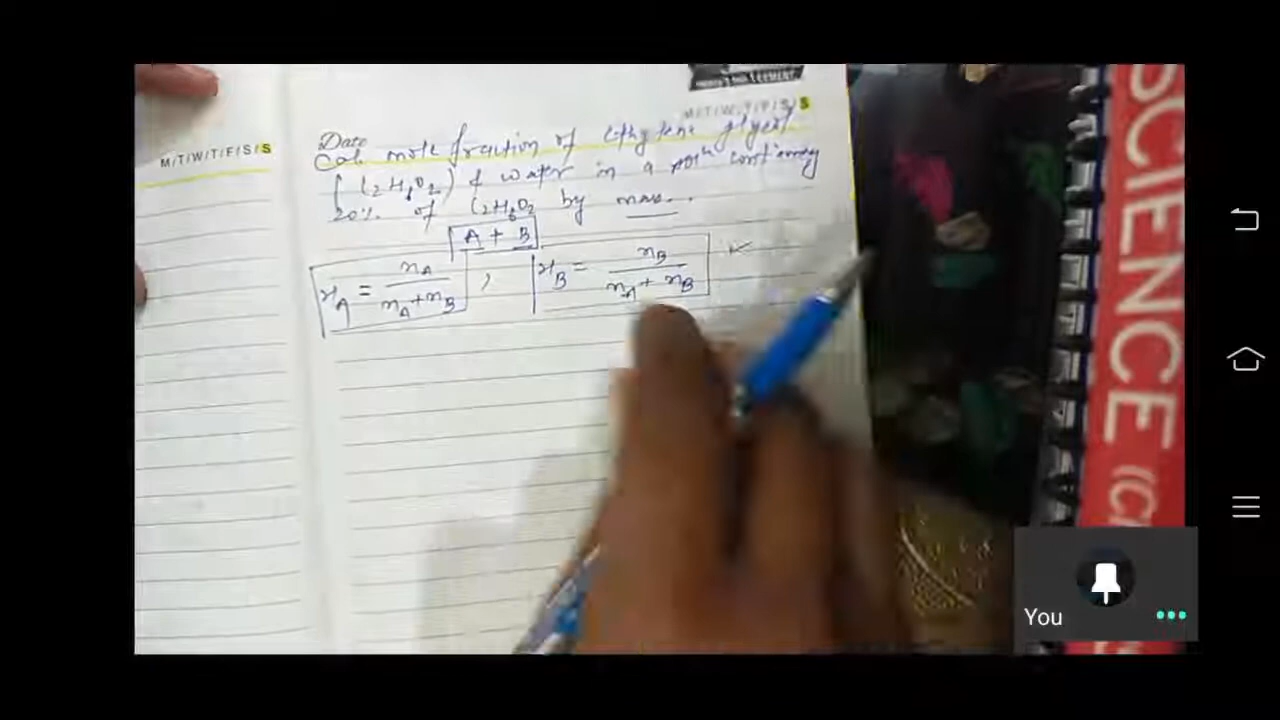 M/T/W/T/F/S/S
M/T/W/T/F/S/S
Date
Cal. mole fraction of ethylene glycol
(C2H6O2) & water in a soln containing
20% of C2H6O2 by mass..
A + B
xA = nA / nA+nB , xB = nB / nA + nB
SCIENCE (C
You